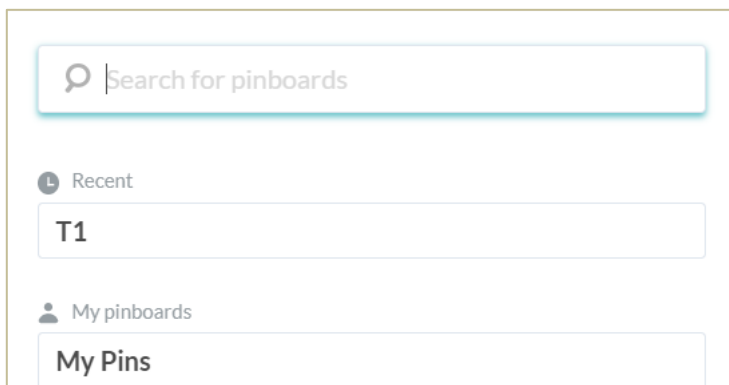 Search for pinboards
Recent
T1
My pinboards
My Pins